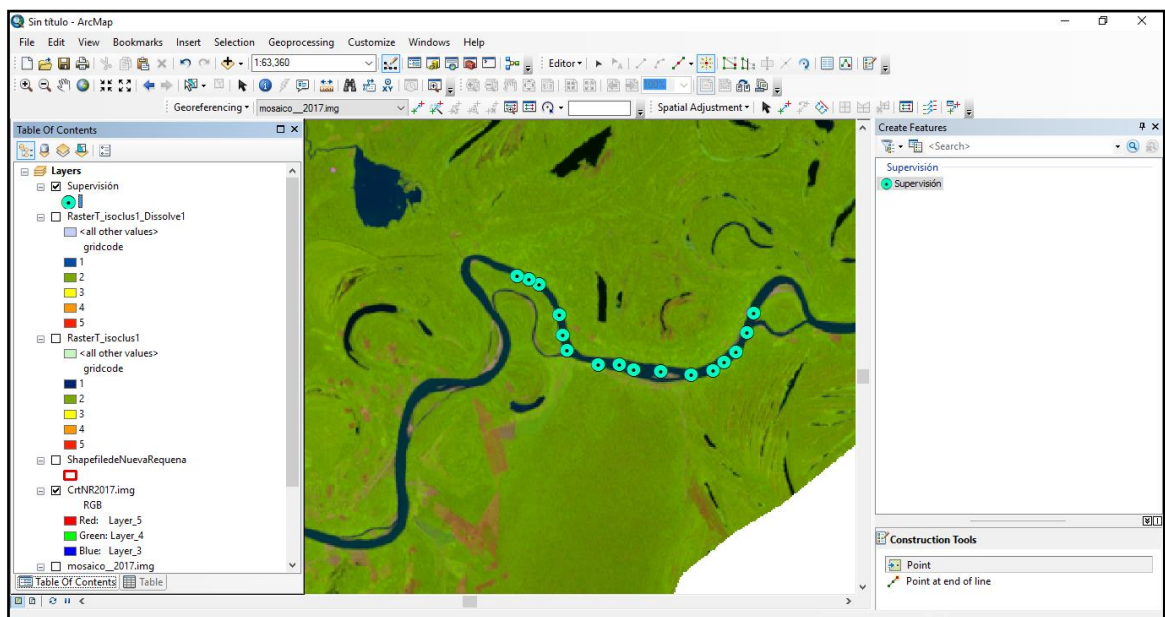 Sin título - ArcMap
File Edit View Bookmarks Insert Selection Geoprocessing Customize Windows Help
1:63,360 Editor
100%
Georeferencing mosaico__2017.img Spatial Adjustment
Table Of Contents
Layers
Supervisión
RasterT_isoclus1_Dissolve1
<all other values>
gridcode
1
2
3
4
5
RasterT_isoclus1
<all other values>
gridcode
1
2
3
4
5
ShapefiledeNuevaRequena
CrtNR2017.img
RGB
Red: Layer_5
Green: Layer_4
Blue: Layer_3
mosaico__2017.img
Table Of Contents Table
Create Features
<Search>
Supervisión
Supervisión
Construction Tools
Point
Point at end of line